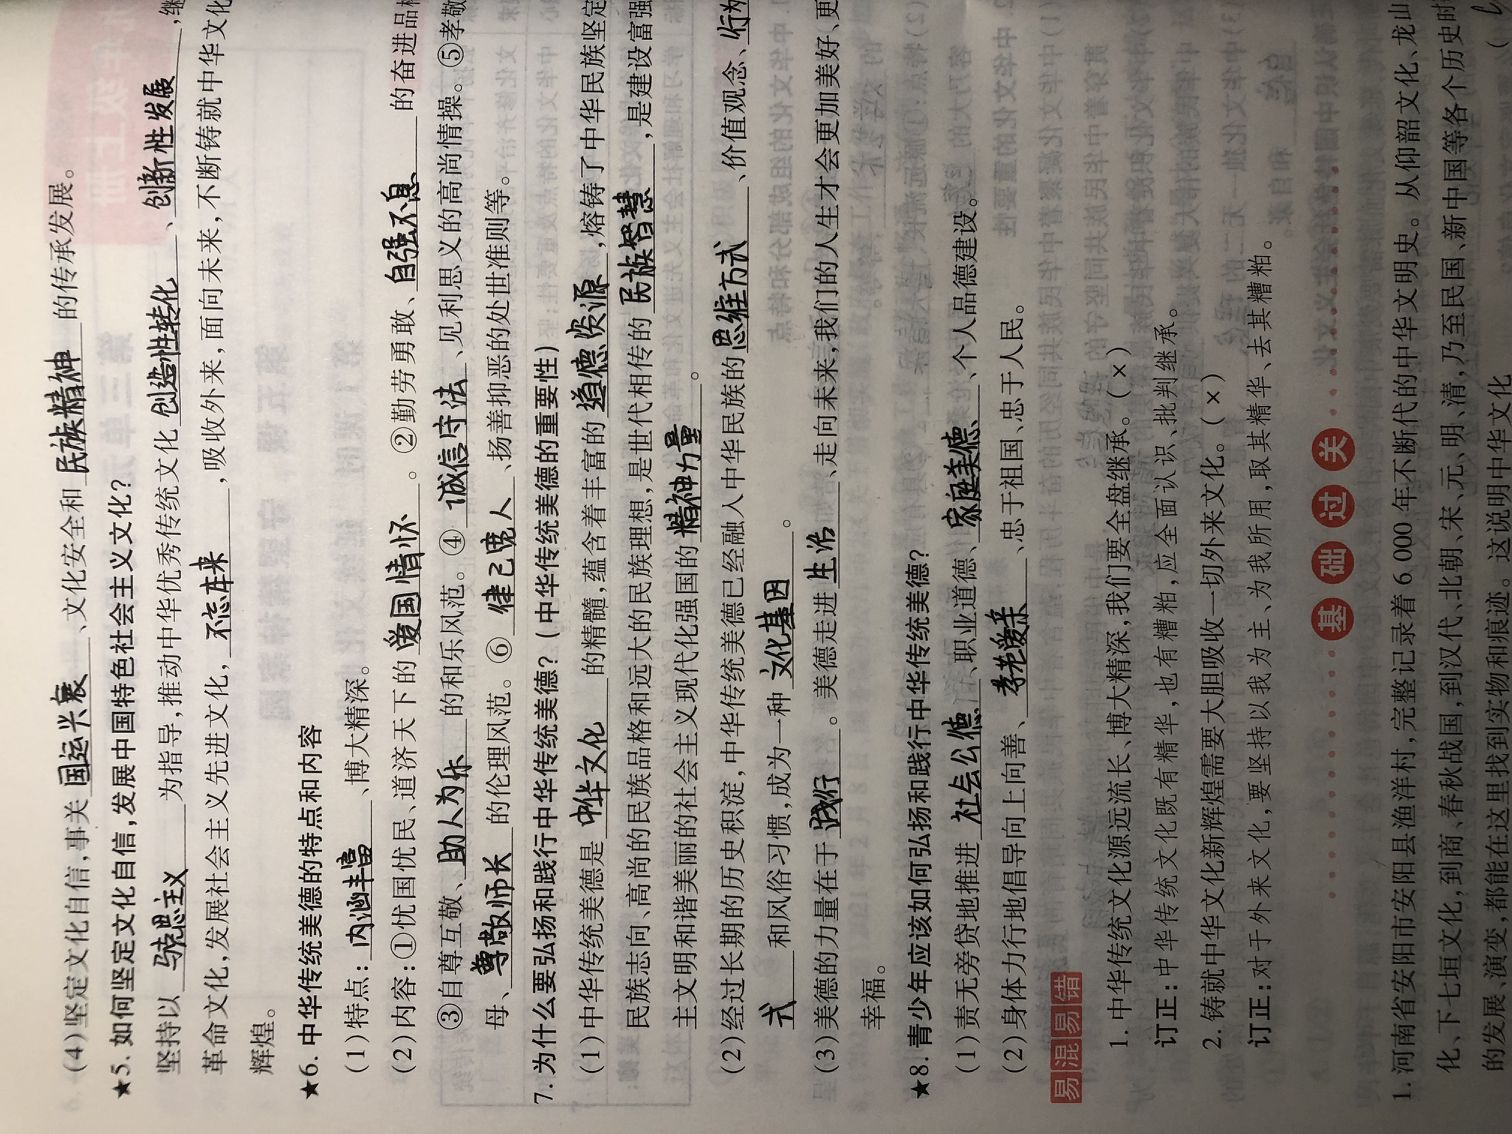 (4)坚定文化自信,事关国运兴衰、文化安全和民族精神的传承发展。
★5.如何坚定文化自信,发展中国特色社会主义文化?
坚持以马克思主义为指导,推动中华优秀传统文化创造性转化、创新性发展,继
革命文化,发展社会主义先进文化,不忘本来,吸收外来,面向未来,不断铸就中华文化
辉煌。
★6.中华传统美德的特点和内容
(1)特点:内涵丰富、博大精深。
(2)内容:①忧国忧民、道济天下的爱国情怀。②勤劳勇敢、自强不息的奋进品格
③自尊互敬、助人为乐的和乐风范。④诚信守法、见利思义的高尚情操。⑤孝敬
母、尊敬师长的伦理风范。⑥律己宽人、扬善抑恶的处世准则等。
7.为什么要弘扬和践行中华传统美德?(中华传统美德的重要性)
(1)中华传统美德是中华文化的精髓,蕴含着丰富的道德资源,熔铸了中华民族坚定
民族志向、高尚的民族品格和远大的民族理想,是世代相传的民族智慧,是建设富强
主文明和谐美丽的社会主义现代化强国的精神力量。
(2)经过长期的历史积淀,中华传统美德已经融入中华民族的思维方式、价值观念、行为
式和风俗习惯,成为一种文化基因。
(3)美德的力量在于践行。美德走进生活、走向未来,我们的人生才会更加美好、更
幸福。
★8.青少年应该如何弘扬和践行中华传统美德?
(1)责无旁贷地推进社会公德、职业道德、家庭美德、个人品德建设。
(2)身体力行地倡导向上向善、孝老爱亲、忠于祖国、忠于人民。
易混易错
1.中华传统文化源远流长、博大精深,我们要全盘继承。(×)
订正:中华传统文化既有精华,也有糟粕,应全面认识、批判继承。
2.铸就中华文化新辉煌需要大胆吸收一切外来文化。(×)
订正:对于外来文化,要坚持以我为主、为我所用,取其精华、去其糟粕。
基础过关
1.河南省安阳市安阳县渔洋村,完整记录着6 000年不断代的中华文明史。从仰韶文化、龙山
化、下七垣文化,到商、春秋战国,到汉代、北朝、宋、元、明、清,乃至民国、新中国等各个历史时
的发展、演变,都能在这里找到实物和痕迹。这说明中华文化(